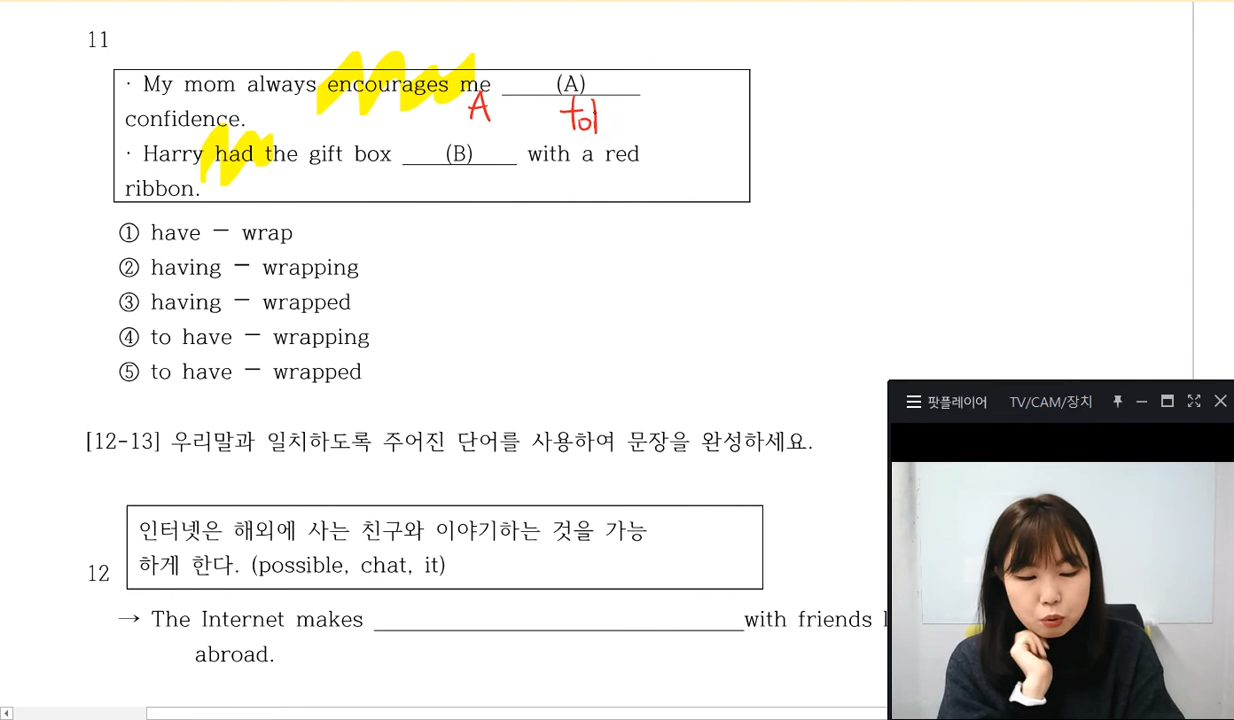 11
· My mom always encourages me (A)
A
to
confidence.
· Harry had the gift box (B) with a red
ribbon.
① have － wrap
② having － wrapping
③ having － wrapped
④ to have － wrapping
⑤ to have － wrapped
팟플레이어 TV/CAM/장치
[12-13] 우리말과 일치하도록 주어진 단어를 사용하여 문장을 완성하세요.
인터넷은 해외에 사는 친구와 이야기하는 것을 가능
하게 한다. (possible, chat, it)
12
→ The Internet makes with friends
abroad.